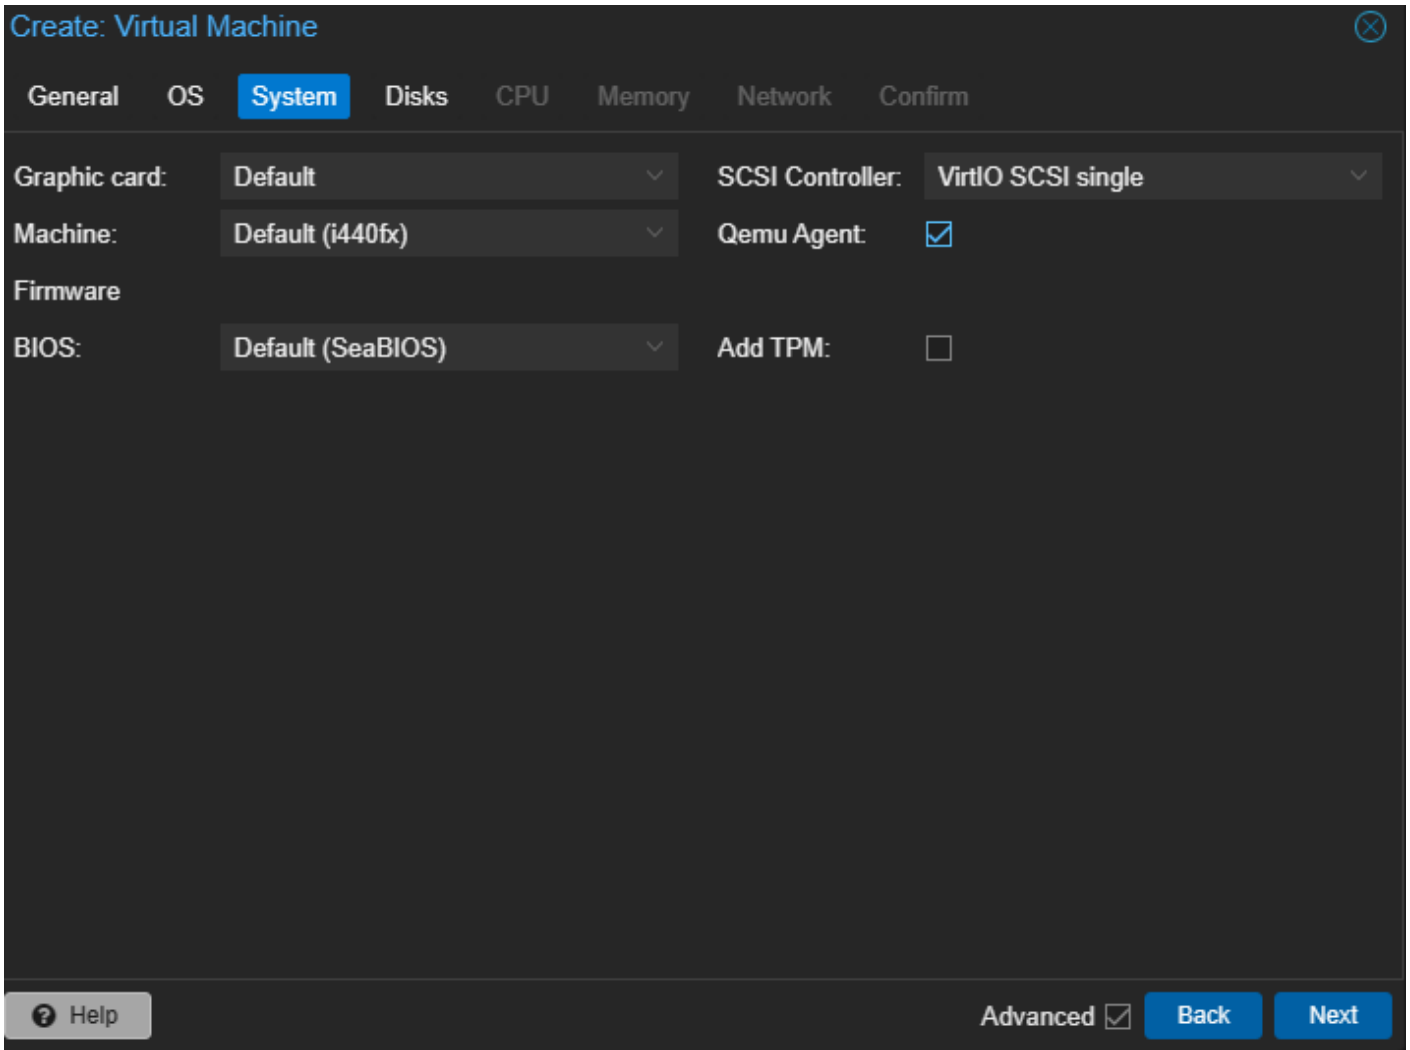 Create: Virtual Machine
General OS System Disks CPU Memory Network Confirm
Graphic card: Default SCSI Controller: VirtIO SCSI single
Machine: Default (i440fx) Qemu Agent:
Firmware
BIOS: Default (SeaBIOS) Add TPM:
Help Advanced Back Next